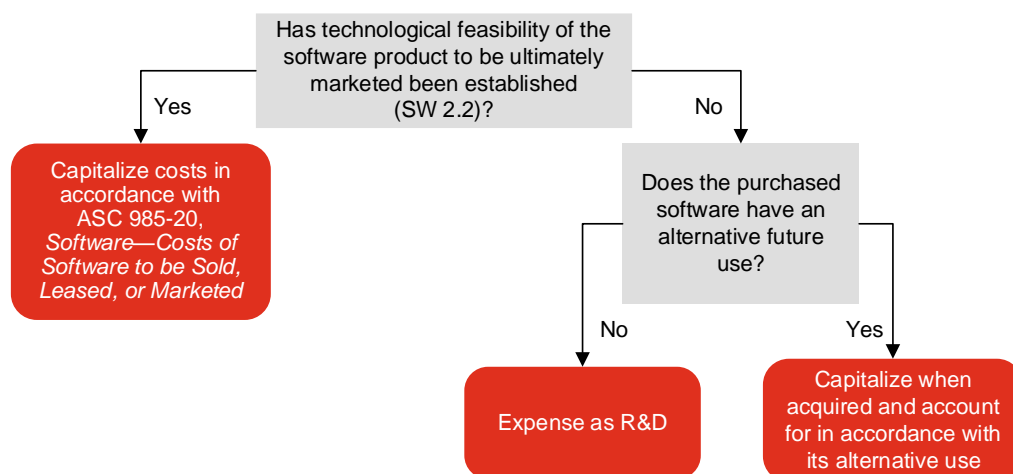 Has technological feasibility of the
software product to be ultimately
marketed been established
(SW 2.2)?
Yes
No
Capitalize costs in
accordance with
ASC 985-20,
Software—Costs of
Software to be Sold,
Leased, or Marketed
Does the purchased
software have an
alternative future
use?
No
Yes
Expense as R&D
Capitalize when
acquired and account
for in accordance with
its alternative use